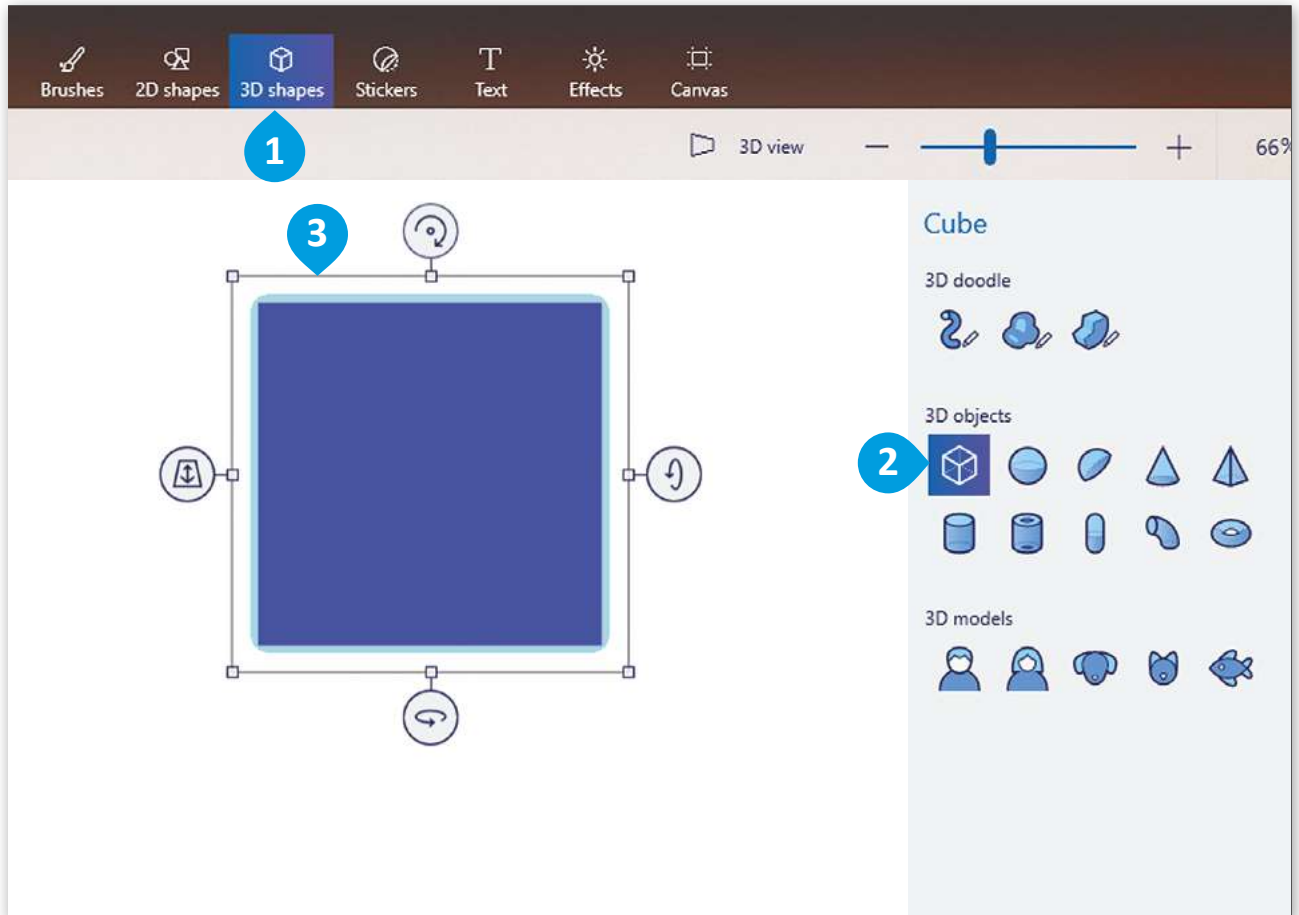 Brushes 2D shapes 3D shapes Stickers Text Effects Canvas
1
3D view 66%
3
Cube
3D doodle
3D objects
2
3D models